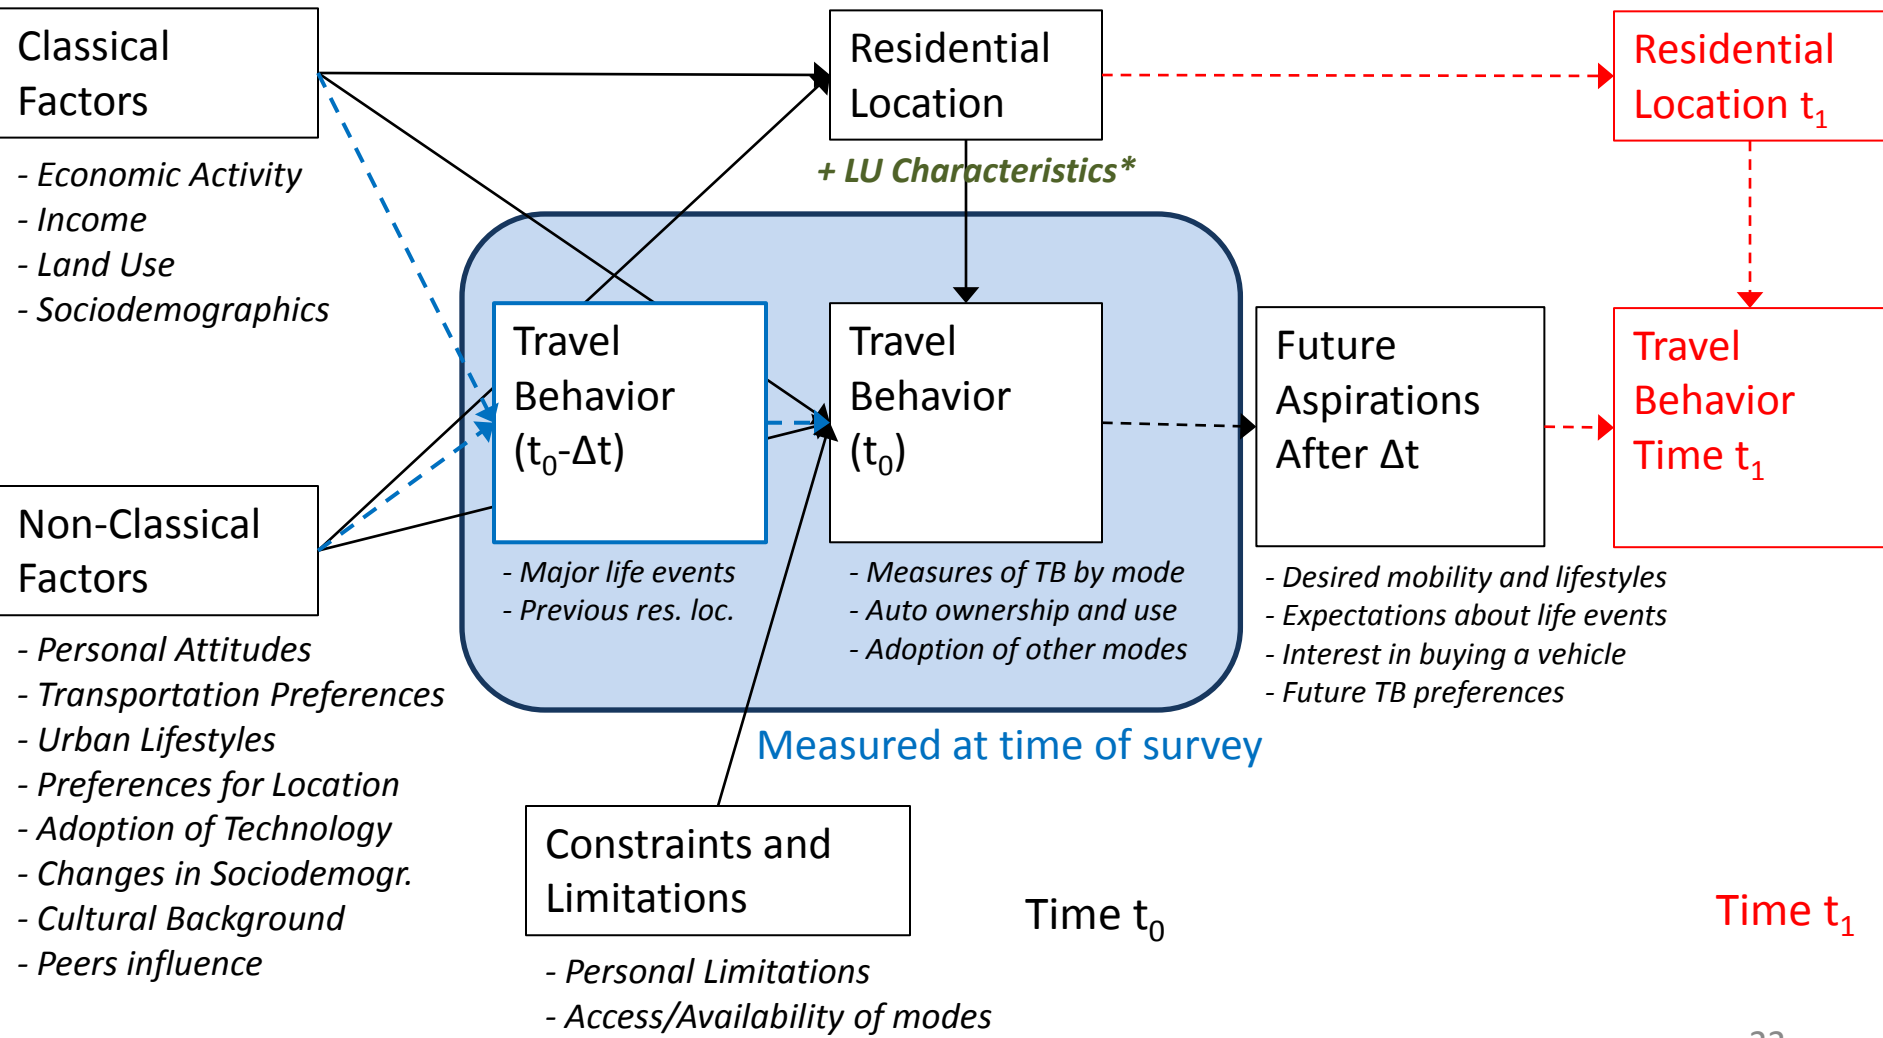 Classical
Factors
- Economic Activity
- Income
- Land Use
- Sociodemographics
Non-Classical
Factors
- Personal Attitudes
- Transportation Preferences
- Urban Lifestyles
- Preferences for Location
- Adoption of Technology
- Changes in Sociodemogr.
- Cultural Background
- Peers influence
Residential
Location
+ LU Characteristics*
Travel
Behavior
(t₀-Δt)
- Major life events
- Previous res. loc.
Travel
Behavior
(t₀)
- Measures of TB by mode
- Auto ownership and use
- Adoption of other modes
Measured at time of survey
Constraints and
Limitations
- Personal Limitations
- Access/Availability of modes
Future
Aspirations
After Δt
- Desired mobility and lifestyles
- Expectations about life events
- Interest in buying a vehicle
- Future TB preferences
Residential
Location t₁
Travel
Behavior
Time t₁
Time t₀
Time t₁